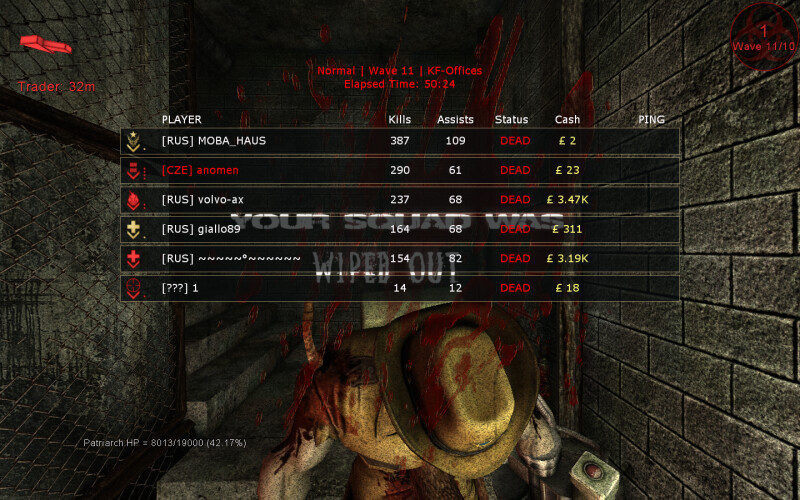 1
Wave 11/10
Trader: 32m
Normal | Wave 11 | KF-Offices
Elapsed Time: 50:24
PLAYER Kills Assists Status Cash PING
[RUS] MOBA_HAUS 387 109 DEAD £ 2
[CZE] anomen 290 61 DEAD £ 23
[RUS] volvo-ax 237 68 DEAD £ 3.47K
YOUR SQUAD WAS
[RUS] giallo89 164 68 DEAD £ 311
[RUS] ~~~~~°~~~~~~ 154 82 DEAD £ 3.19K
WIPED OUT
[???] 1 14 12 DEAD £ 18
Patriarch HP = 8013/19000 (42.17%)